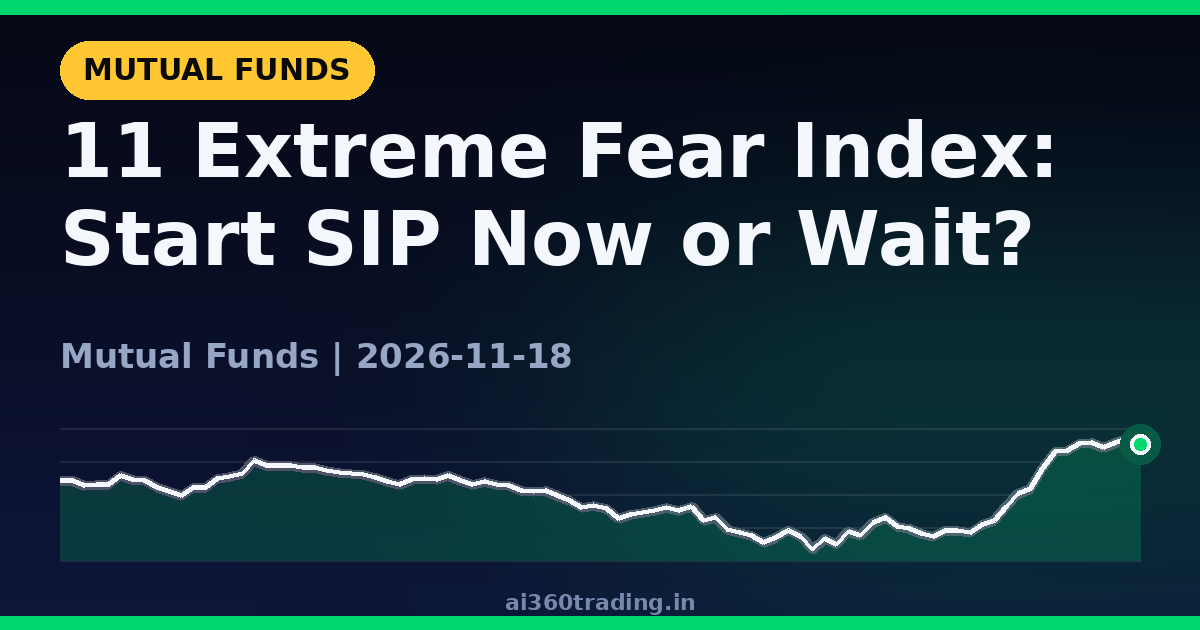 MUTUAL FUNDS
11 Extreme Fear Index:
Start SIP Now or Wait?
Mutual Funds | 2026-11-18
ai360trading.in